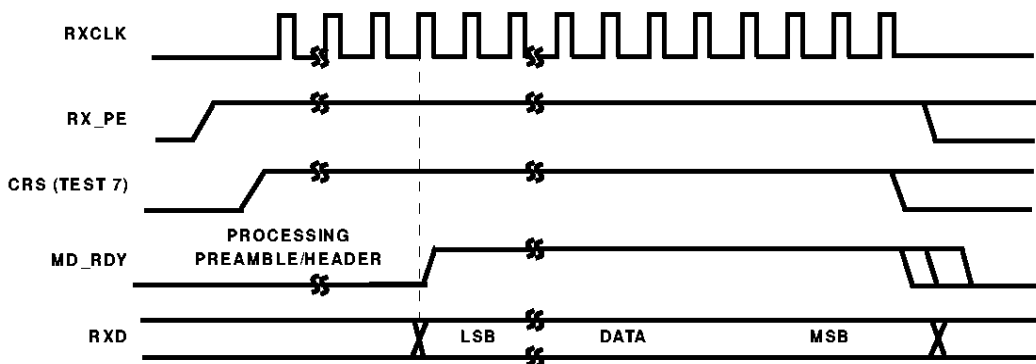 RXCLK
RX_PE
CRS (TEST 7)
PROCESSING
PREAMBLE/HEADER
MD_RDY
RXD
LSB
DATA
MSB